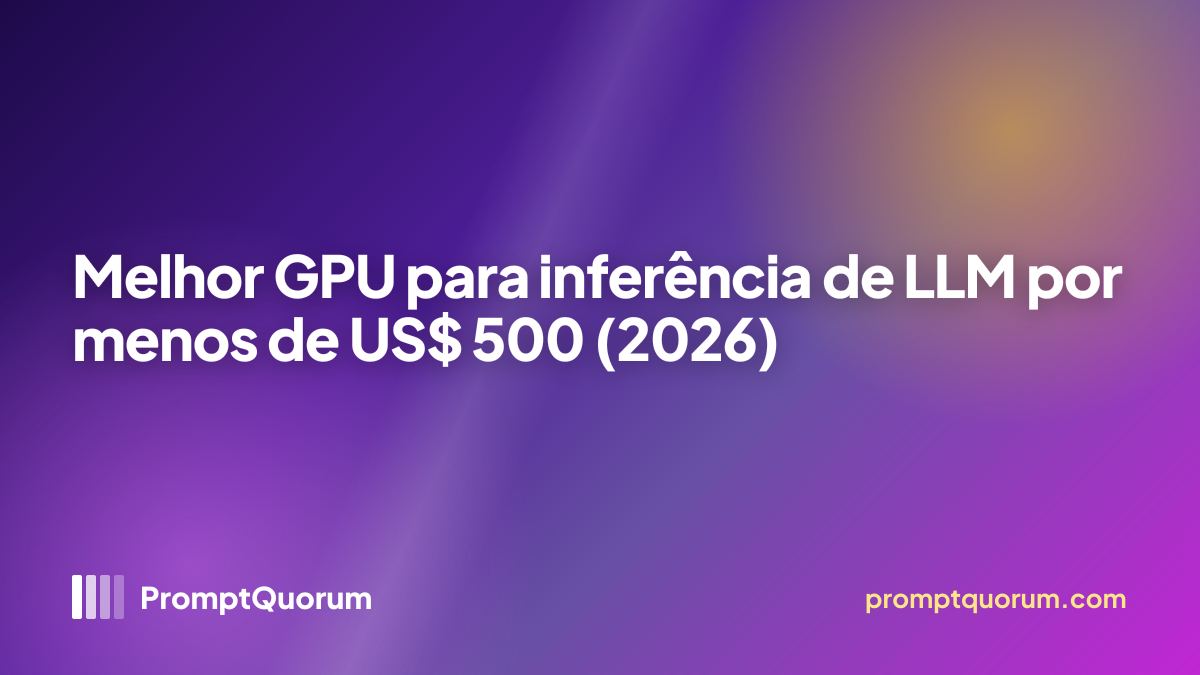 Melhor GPU para inferência de LLM por
menos de US$ 500 (2026)
PromptQuorum
promptquorum.com